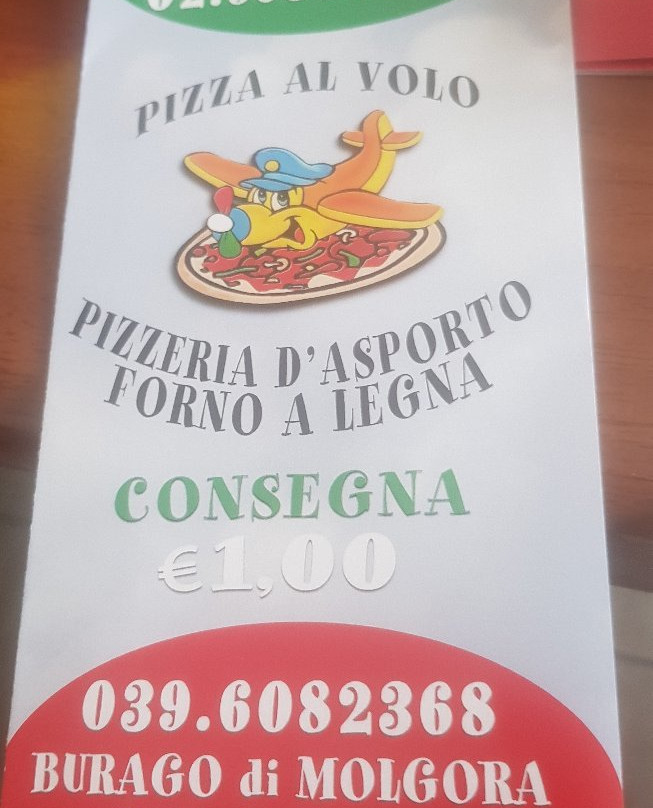 PIZZA AL VOLO
PIZZERIA D'ASPORTO
FORNO A LEGNA
CONSEGNA
€1,00
039.6082368
BURAGO di MOLGORA